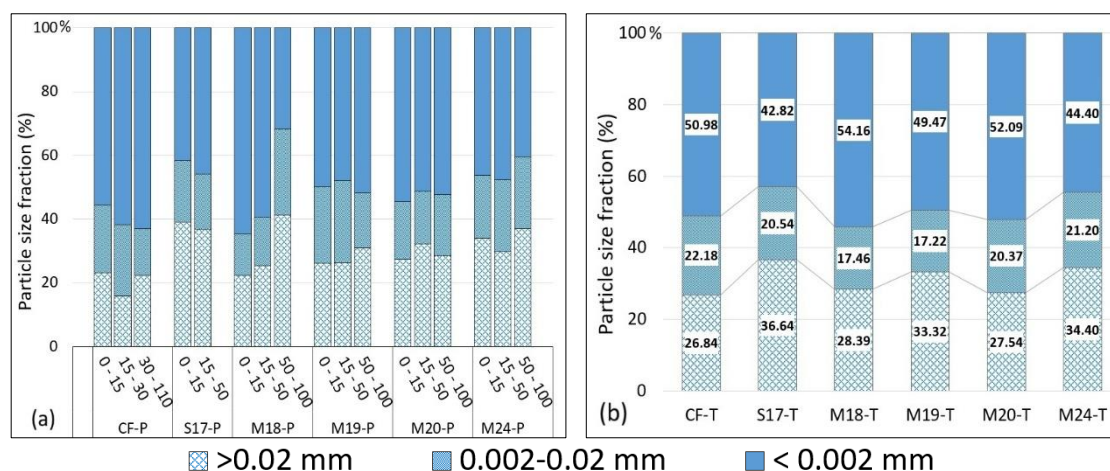 100%
80
60
40
20
0
Particle size fraction (%)
0 - 15
15 - 30
30 - 110
0 - 15
15 - 50
0 - 15
15 - 50
50 - 100
0 - 15
15 - 50
50 - 100
0 - 15
15 - 50
50 - 100
0 - 15
15 - 50
50 - 100
(a)
CF-P S17-P M18-P M19-P M20-P M24-P
100%
80
60
40
20
0
Particle size fraction (%)
50.98 42.82 54.16 49.47 52.09 44.40
22.18 20.54 17.46 17.22 20.37 21.20
26.84 36.64 28.39 33.32 27.54 34.40
CF-T S17-T M18-T M19-T M20-T M24-T
(b)
>0.02 mm 0.002-0.02 mm < 0.002 mm